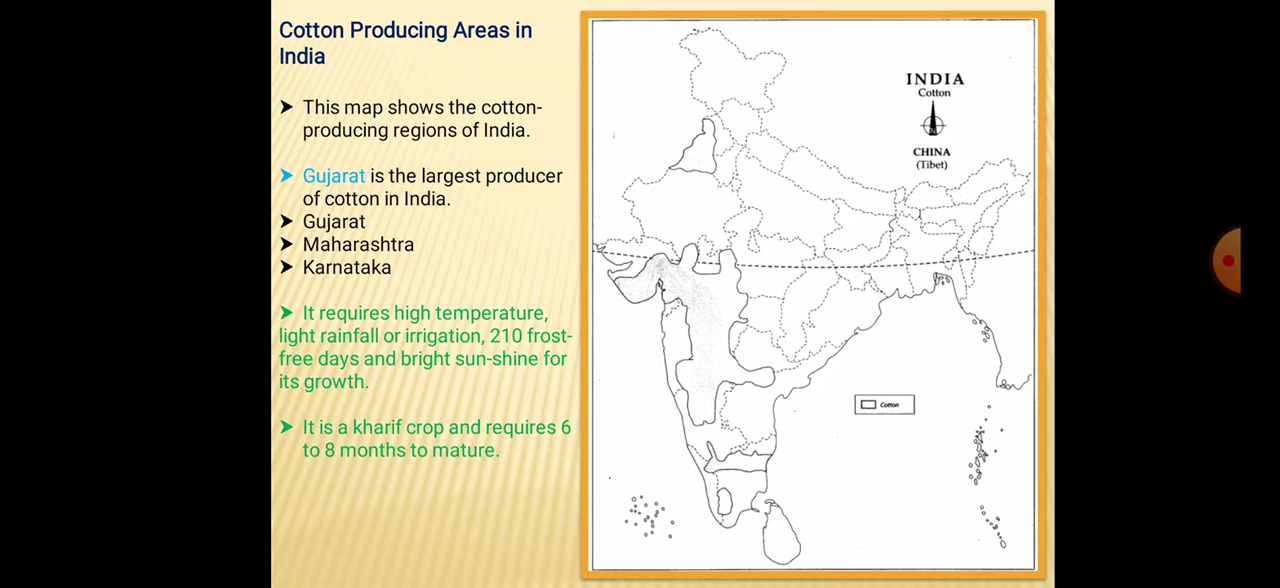 Cotton Producing Areas in
India
➤ This map shows the cotton-
producing regions of India.
➤ Gujarat is the largest producer
of cotton in India.
➤ Gujarat
➤ Maharashtra
➤ Karnataka
➤ It requires high temperature,
light rainfall or irrigation, 210 frost-
free days and bright sun-shine for
its growth.
➤ It is a kharif crop and requires 6
to 8 months to mature.
INDIA
Cotton
N
CHINA
(Tibet)
Cotton